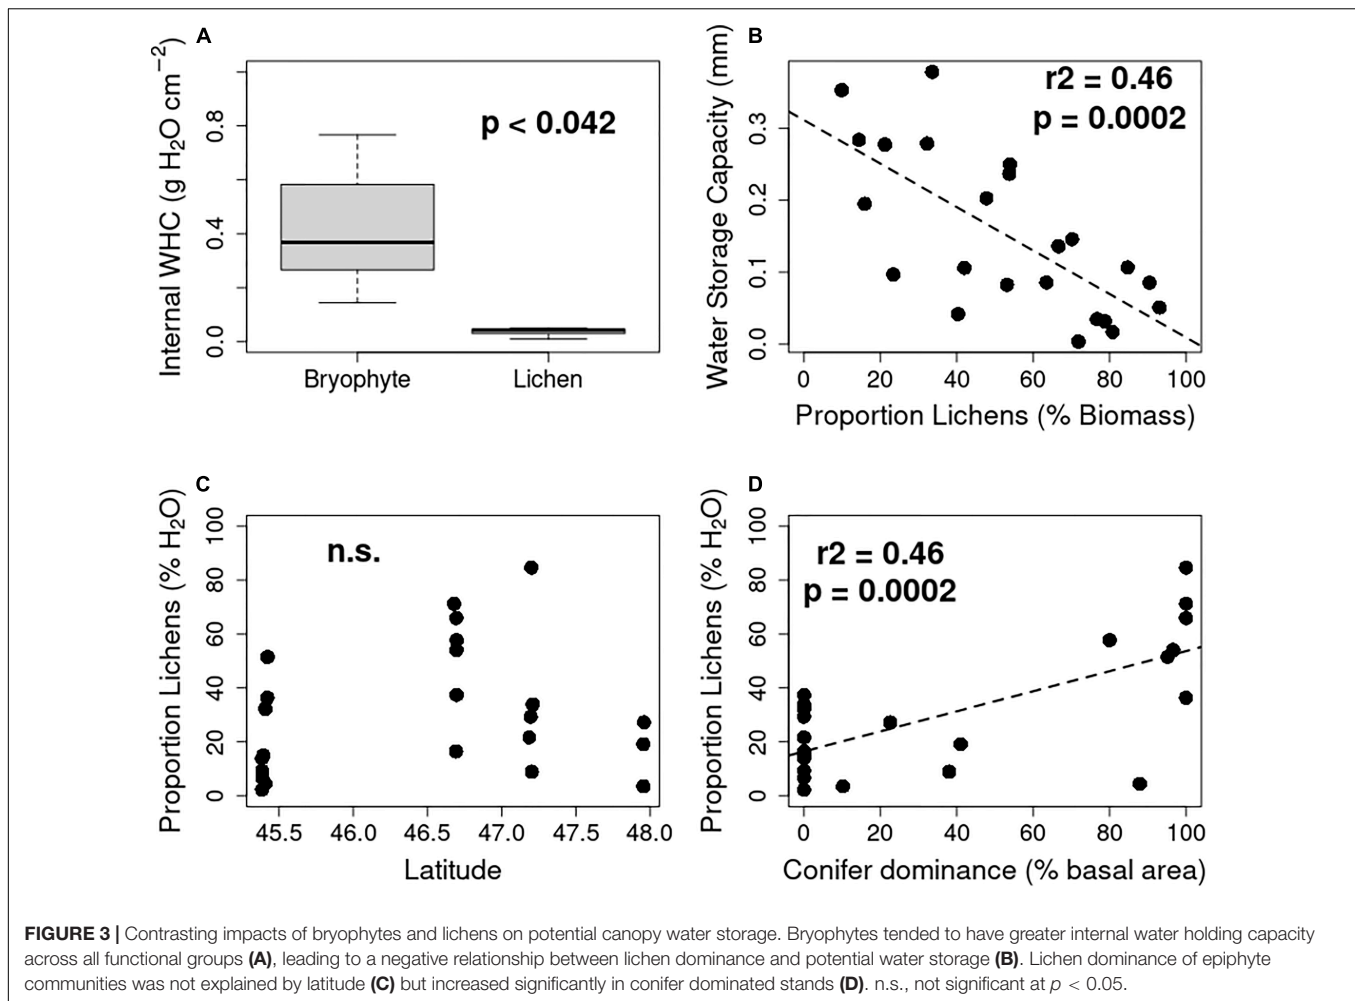 A
Internal WHC (g H₂O cm⁻²)
0.0
0.4
0.8
p < 0.042
Bryophyte
Lichen
B
Water Storage Capacity (mm)
0.0
0.1
0.2
0.3
r2 = 0.46
p = 0.0002
0
20
40
60
80
100
Proportion Lichens (% Biomass)
C
Proportion Lichens (% H₂O)
0
20
40
60
80
100
n.s.
45.5
46.0
46.5
47.0
47.5
48.0
Latitude
D
Proportion Lichens (% H₂O)
0
20
40
60
80
100
r2 = 0.46
p = 0.0002
0
20
40
60
80
100
Conifer dominance (% basal area)
FIGURE 3 | Contrasting impacts of bryophytes and lichens on potential canopy water storage. Bryophytes tended to have greater internal water holding capacity
across all functional groups (A), leading to a negative relationship between lichen dominance and potential water storage (B). Lichen dominance of epiphyte
communities was not explained by latitude (C) but increased significantly in conifer dominated stands (D). n.s., not significant at p < 0.05.